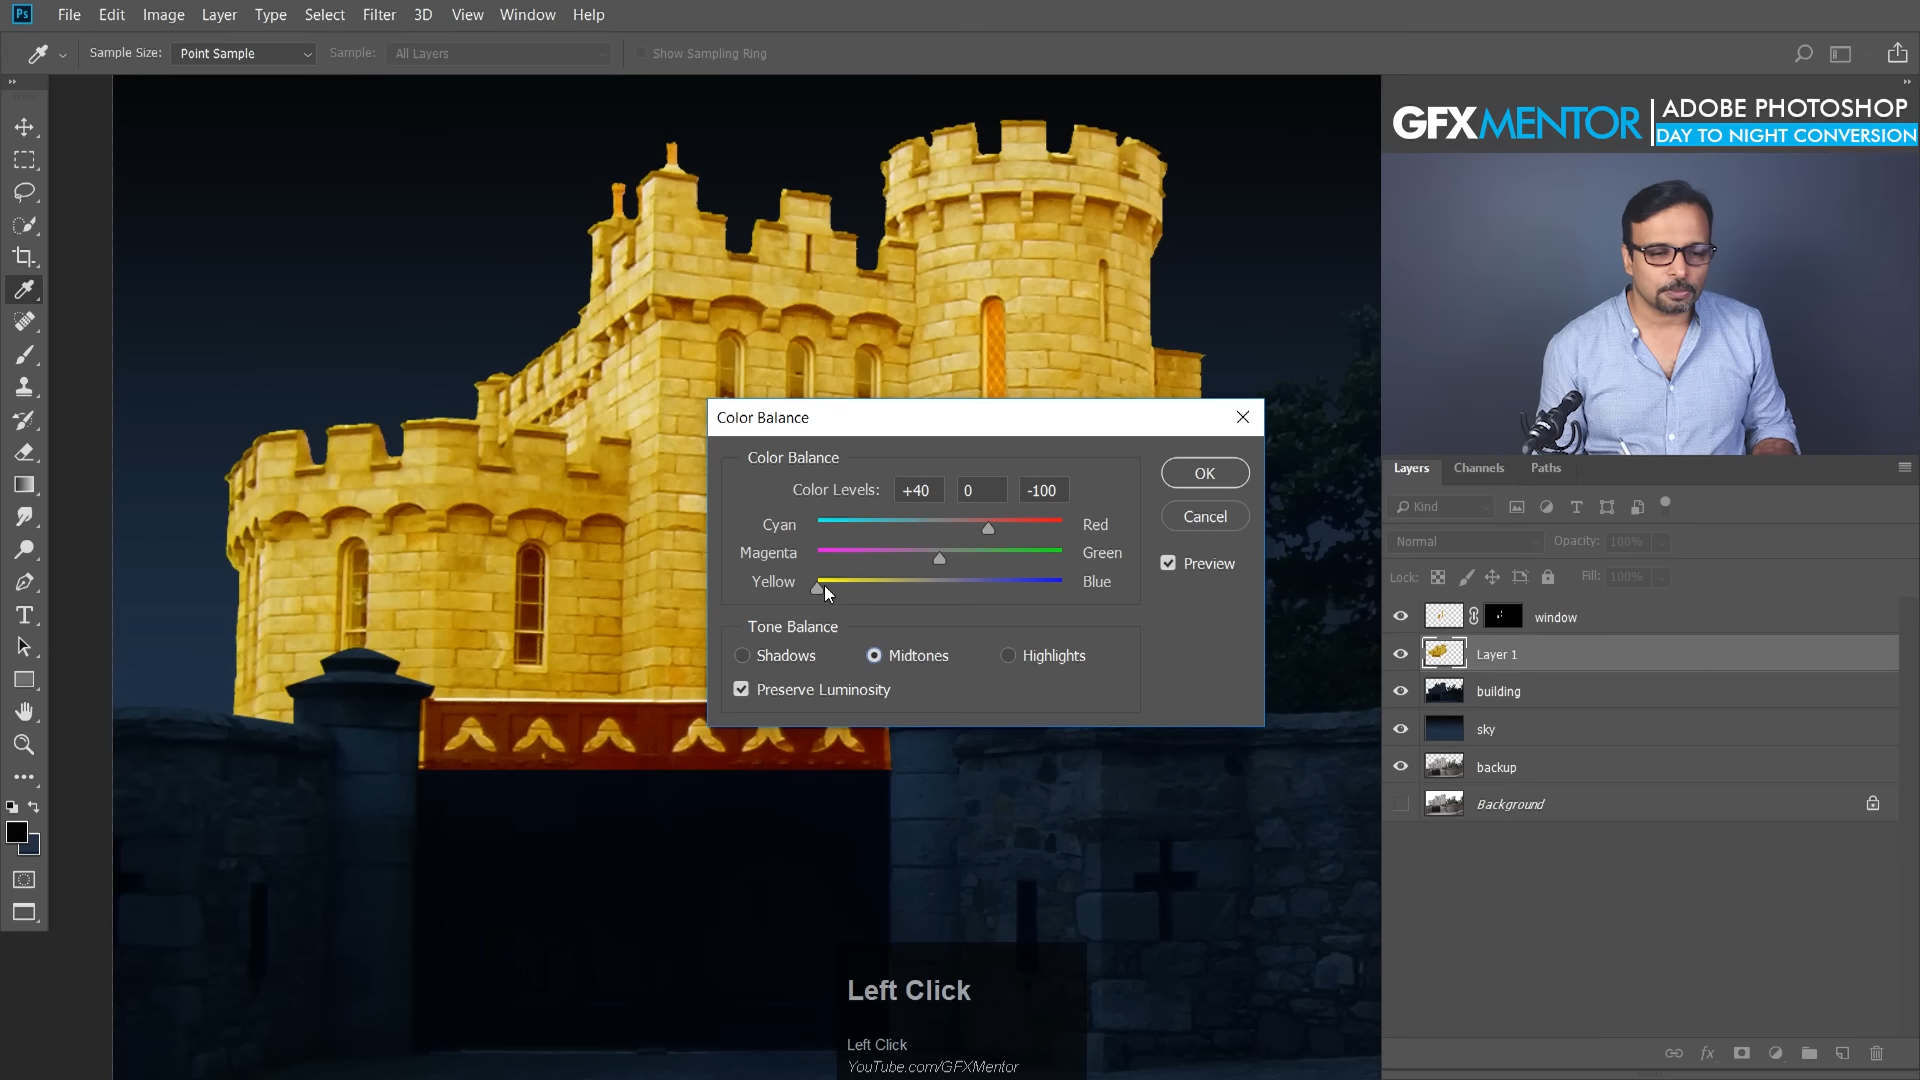 Ps File Edit Image Layer Type Select Filter 3D View Window Help
Sample Size: Point Sample Sample: All Layers Show Sampling Ring
GFXMENTOR ADOBE PHOTOSHOP
DAY TO NIGHT CONVERSION
Color Balance
Color Balance
Color Levels: +40 0 -100
Cyan Red
Magenta Green
Yellow Blue
Tone Balance
Shadows Midtones Highlights
Preserve Luminosity
OK
Cancel
Preview
Layers Channels Paths
Kind
Normal Opacity: 100%
Lock: Fill: 100%
window
Layer 1
building
sky
backup
Background
Left Click
Left Click
YouTube.com/GFXMentor